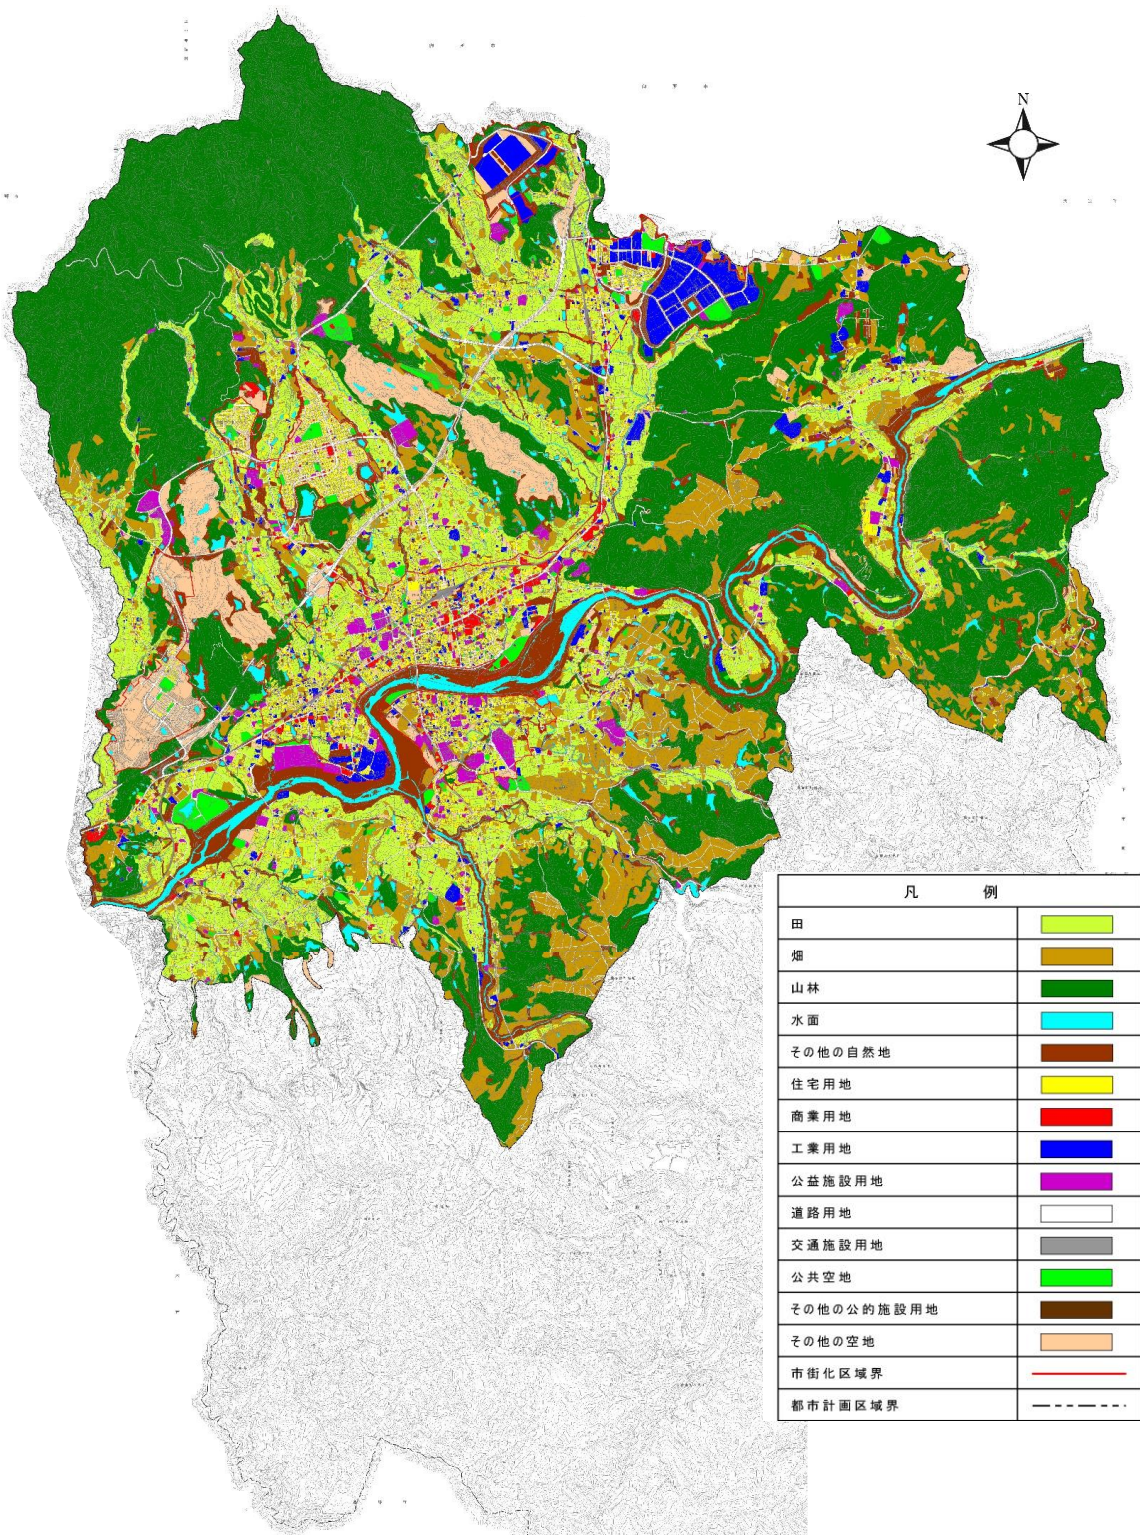 N
凡 例
田
畑
山林
水面
その他の自然地
住宅用地
商業用地
工業用地
公益施設用地
道路用地
交通施設用地
公共空地
その他の公的施設用地
その他の空地
市街化区域界
都市計画区域界